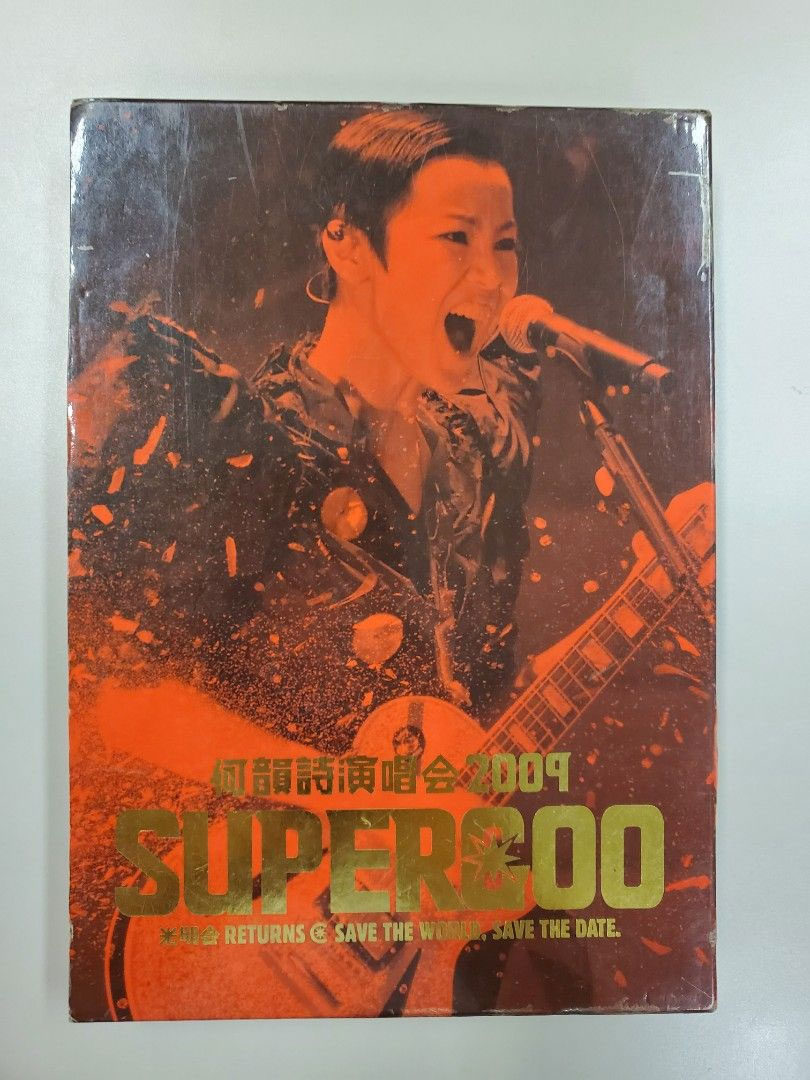 何韻詩演唱会2009
SUPERGOO
光明会 RETURNS @ SAVE THE WORLD, SAVE THE DATE.